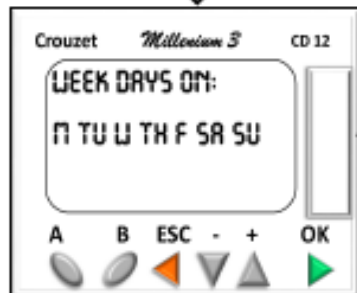 Crouzet Millenium 3 CD 12
WEEK DAYS ON:
M TU W TH F SA SU
A B ESC - + OK